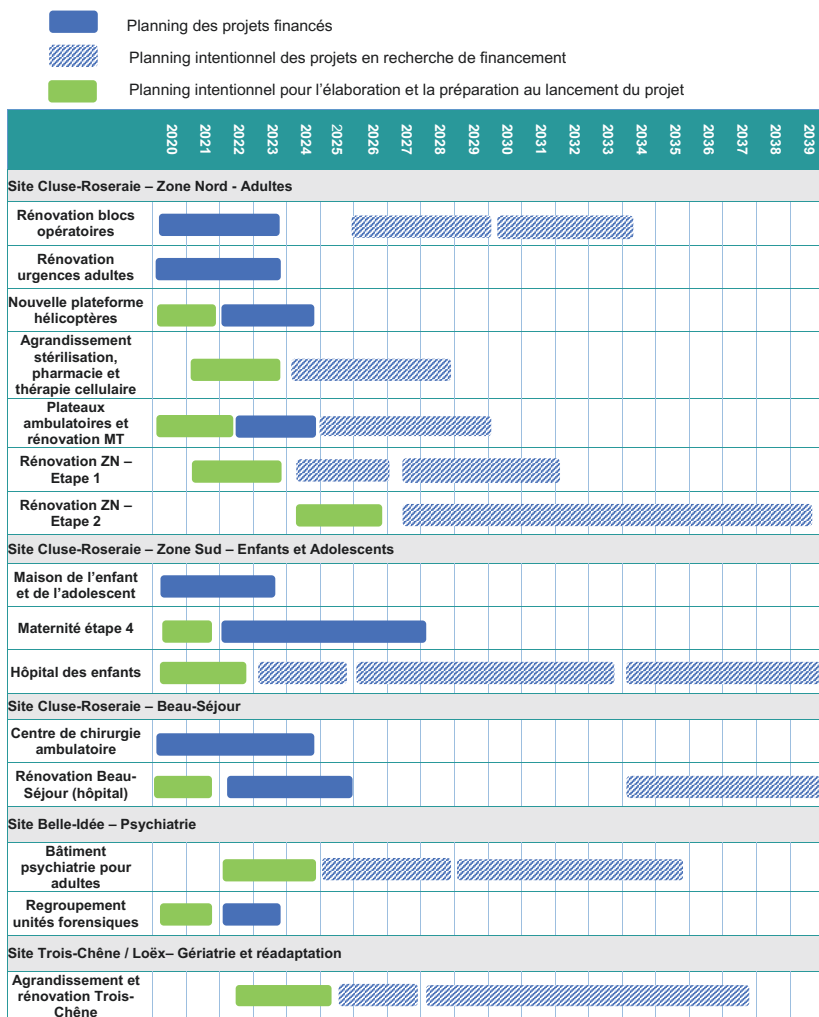 Planning des projets financés
Planning intentionnel des projets en recherche de financement
Planning intentionnel pour l'élaboration et la préparation au lancement du projet
2020 2021 2022 2023 2024 2025 2026 2027 2028 2029 2030 2031 2032 2033 2034 2035 2036 2037 2038 2039
Site Cluse-Roseraie – Zone Nord - Adultes
Rénovation blocs
opératoires
Rénovation
urgences adultes
Nouvelle plateforme
hélicoptères
Agrandissement
stérilisation,
pharmacie et
thérapie cellulaire
Plateaux
ambulatoires et
rénovation MT
Rénovation ZN –
Etape 1
Rénovation ZN –
Etape 2
Site Cluse-Roseraie – Zone Sud – Enfants et Adolescents
Maison de l'enfant
et de l'adolescent
Maternité étape 4
Hôpital des enfants
Site Cluse-Roseraie – Beau-Séjour
Centre de chirurgie
ambulatoire
Rénovation Beau-
Séjour (hôpital)
Site Belle-Idée – Psychiatrie
Bâtiment
psychiatrie pour
adultes
Regroupement
unités forensiques
Site Trois-Chêne / Loëx– Gériatrie et réadaptation
Agrandissement et
rénovation Trois-
Chêne